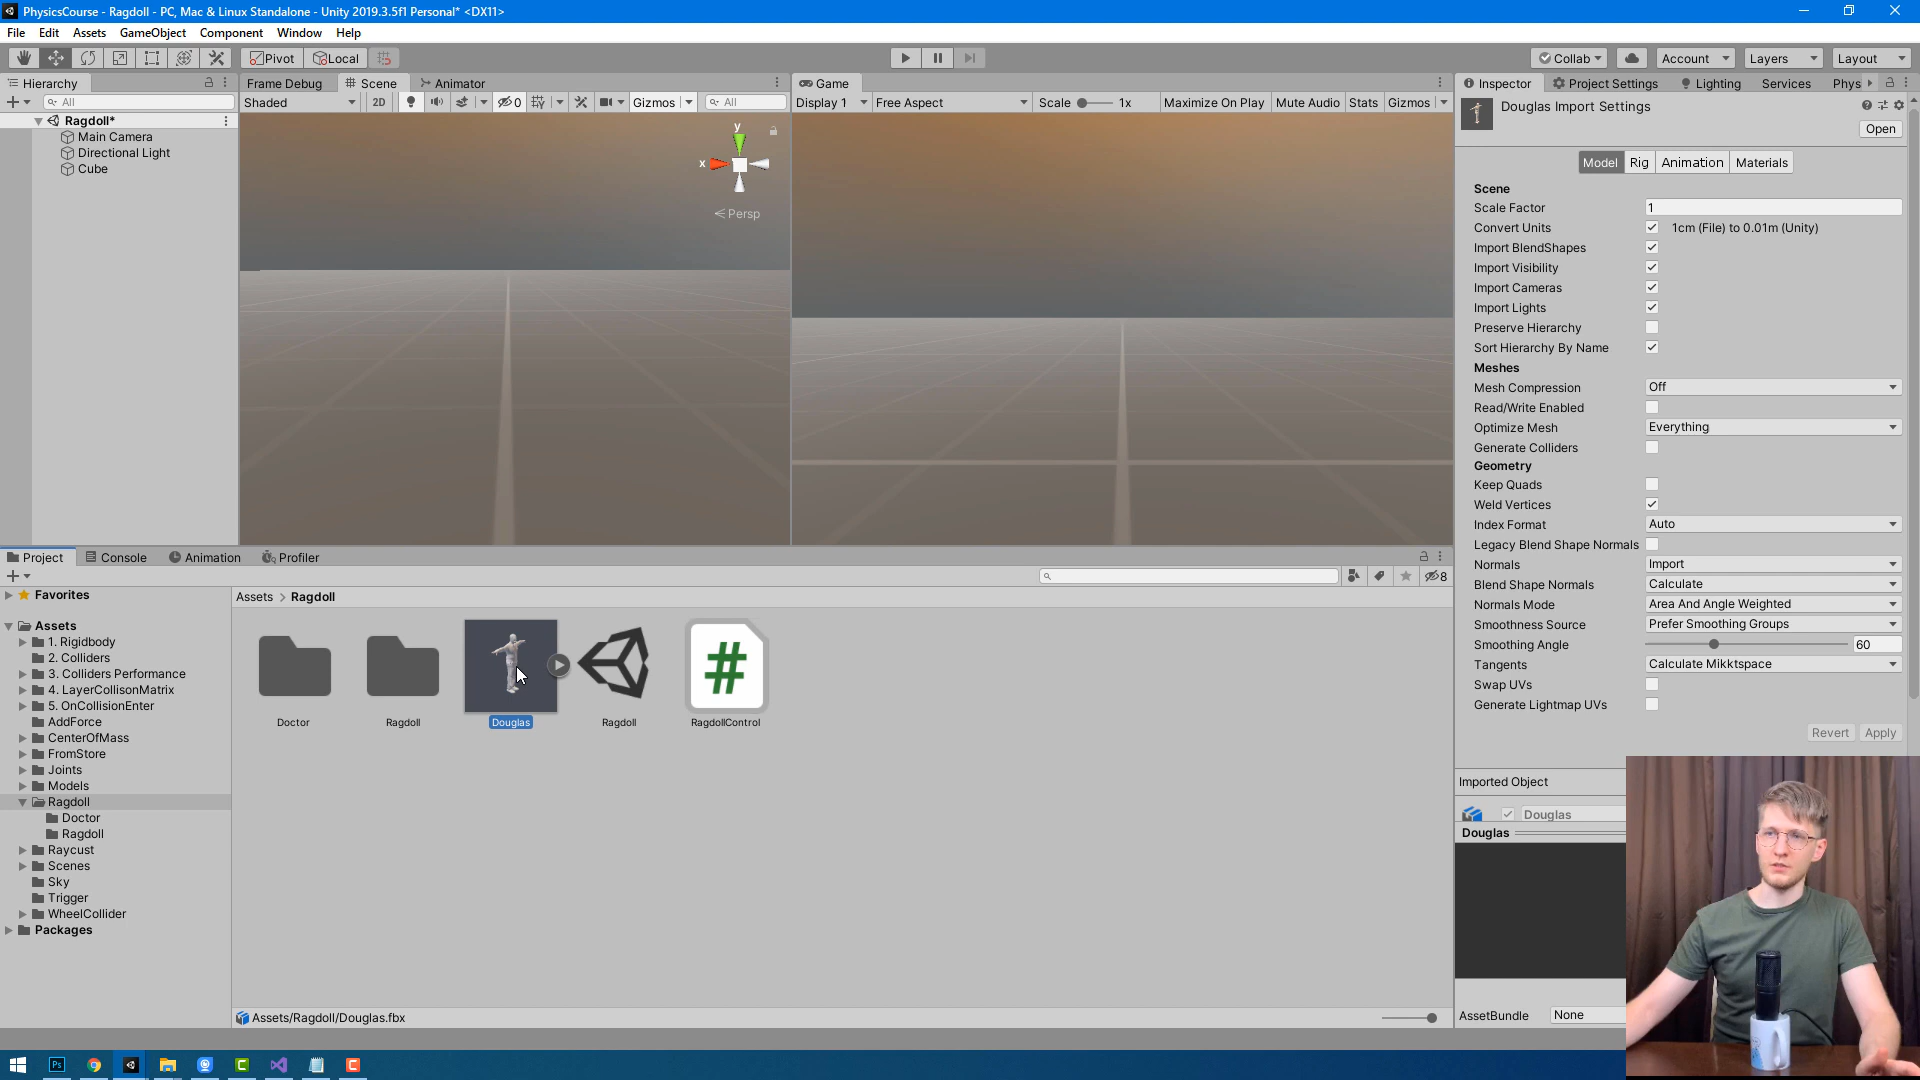 PhysicsCourse - Ragdoll - PC, Mac & Linux Standalone - Unity 2019.3.5f1 Personal* <DX11>
File Edit Assets GameObject Component Window Help
Pivot Local Collab Account Layers Layout
Hierarchy
All
Ragdoll*
Main Camera
Directional Light
Cube
Frame Debug Scene Animator
Shaded 2D 0 Gizmos All
y
x
Persp
Game
Display 1 Free Aspect Scale 1x Maximize On Play Mute Audio Stats Gizmos
Inspector Project Settings Lighting Services Phys
Douglas Import Settings
Open
Model Rig Animation Materials
Scene
Scale Factor 1
Convert Units 1cm (File) to 0.01m (Unity)
Import BlendShapes
Import Visibility
Import Cameras
Import Lights
Preserve Hierarchy
Sort Hierarchy By Name
Meshes
Mesh Compression Off
Read/Write Enabled
Optimize Mesh Everything
Generate Colliders
Geometry
Keep Quads
Weld Vertices
Index Format Auto
Legacy Blend Shape Normals
Normals Import
Blend Shape Normals Calculate
Normals Mode Area And Angle Weighted
Smoothness Source Prefer Smoothing Groups
Smoothing Angle 60
Tangents Calculate Mikktspace
Swap UVs
Generate Lightmap UVs
Revert Apply
Imported Object
Douglas
Douglas
AssetBundle None
Project Console Animation Profiler
8
Favorites
Assets
1. Rigidbody
2. Colliders
3. Colliders Performance
4. LayerCollisonMatrix
5. OnCollisionEnter
AddForce
CenterOfMass
FromStore
Joints
Models
Ragdoll
Doctor
Ragdoll
Raycust
Scenes
Sky
Trigger
WheelCollider
Packages
Assets > Ragdoll
#
Doctor Ragdoll Douglas Ragdoll RagdollControl
Assets/Ragdoll/Douglas.fbx
Ps
C
C